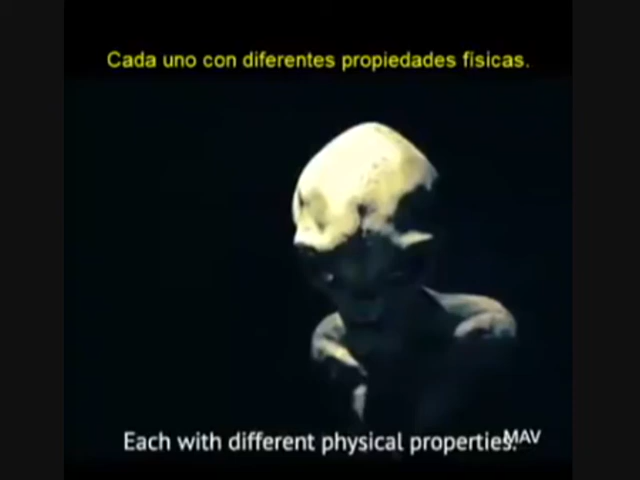 Cada uno con diferentes propiedades físicas.
Each with different physical properties.
MAV